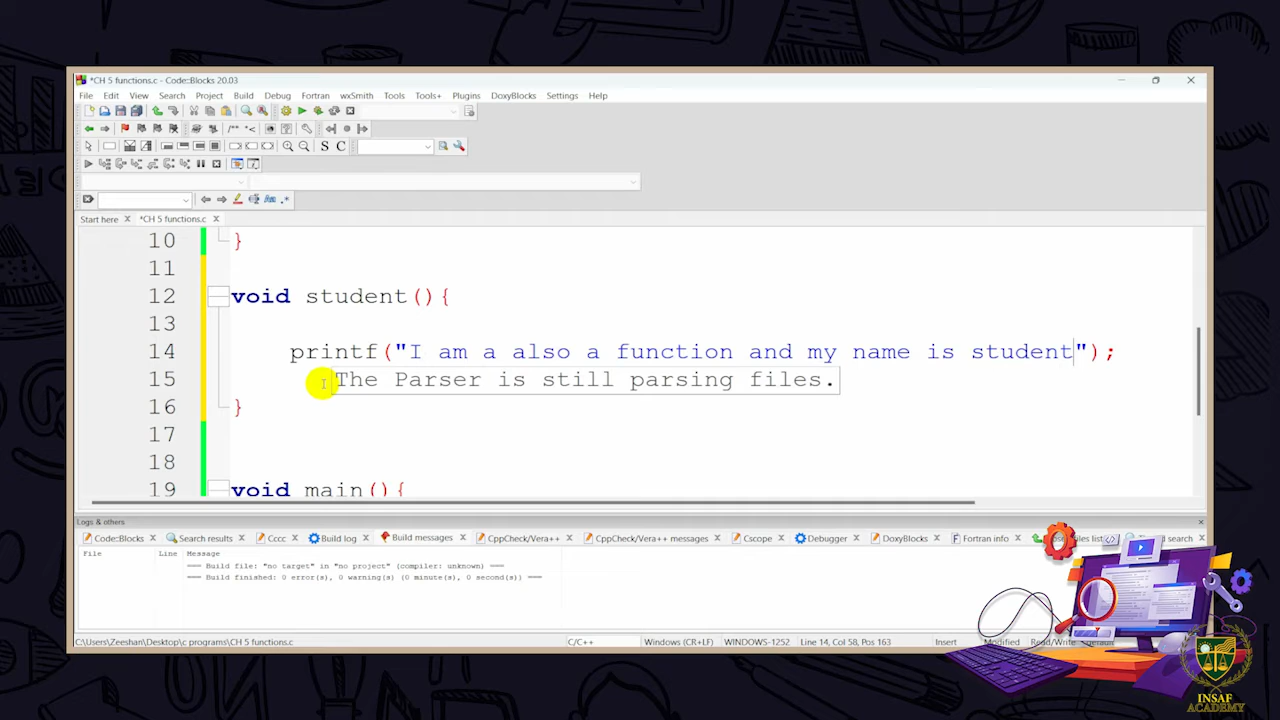 *CH 5 functions.c - Code::Blocks 20.03
File Edit View Search Project Build Debug Fortran wxSmith Tools Tools+ Plugins DoxyBlocks Settings Help
S C
Start here *CH 5 functions.c
10 }
11
12 void student(){
13
14 printf("I am a also a function and my name is student");
15 The Parser is still parsing files.
16 }
17
18
19 void main(){
Logs & others
Code::Blocks Search results Cccc Build log Build messages CppCheck/Vera++ CppCheck/Vera++ messages Cscope Debugger DoxyBlocks Fortran info search
File Line Message
=== Build file: "no target" in "no project" (compiler: unknown) ===
=== Build finished: 0 error(s), 0 warning(s) (0 minute(s), 0 second(s)) ===
C:\Users\Zeeshan\Desktop\c programs\CH 5 functions.c C/C++ Windows (CR+LF) WINDOWS-1252 Line 14, Col 58, Pos 163 Insert Modified Read/Write default
INSAF
ACADEMY